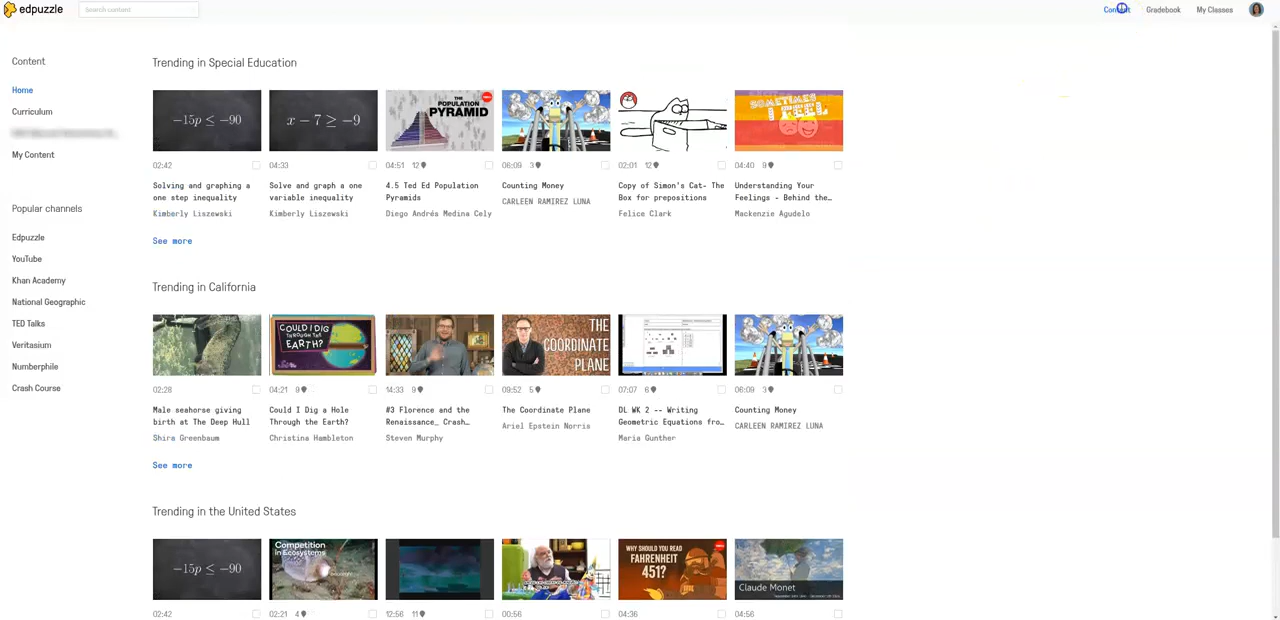 edpuzzle
Search content
Content
Gradebook
My Classes
Content
Home
Curriculum
My Content
Popular channels
Edpuzzle
YouTube
Khan Academy
National Geographic
TED Talks
Veritasium
Numberphile
Crash Course
Trending in Special Education
−15p ≤ −90
x − 7 ≥ −9
THE
POPULATION
PYRAMID
SOMETIMES
I FEEL
02:42
04:33
04:51 12
06:09 3
02:01 12
04:40 9
Solving and graphing a
one step inequality
Kimberly Liszewski
Solve and graph a one
variable inequality
Kimberly Liszewski
4.5 Ted Ed Population
Pyramids
Diego Andrés Medina Cely
Counting Money
CARLEEN RAMIREZ LUNA
Copy of Simon's Cat- The
Box for prepositions
Felice Clark
Understanding Your
Feelings - Behind the…
Mackenzie Agudelo
See more
Trending in California
COULD I DIG
THROUGH THE
EARTH?
THE
COORDINATE
PLANE
02:28
04:21 9
14:33 9
09:52 5
07:07 6
06:09 3
Male seahorse giving
birth at The Deep Hull
Shira Greenbaum
Could I Dig a Hole
Through the Earth?
Christina Hambleton
#3 Florence and the
Renaissance_ Crash…
Steven Murphy
The Coordinate Plane
Ariel Epstein Norris
DL WK 2 -- Writing
Geometric Equations fro…
Maria Gunther
Counting Money
CARLEEN RAMIREZ LUNA
See more
Trending in the United States
−15p ≤ −90
Competition
in Ecosystems
WHY SHOULD YOU READ
FAHRENHEIT
451?
Claude Monet
02:42
02:21 4
12:56 11
00:56
04:36
04:56